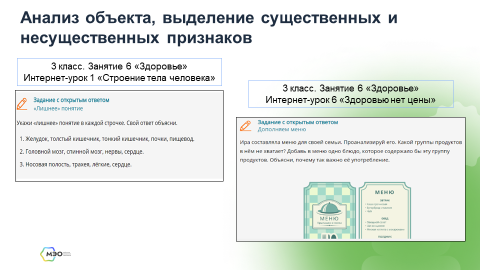 Анализ объекта, выделение существенных и
несущественных признаков
3 класс. Занятие 6 «Здоровье»
Интернет-урок 1 «Строение тела человека»
Задание с открытым ответом
«Лишнее» понятие
Укажи «лишнее» понятие в каждой строчке. Свой ответ объясни.
1. Желудок, толстый кишечник, тонкий кишечник, почки, пищевод.
2. Головной мозг, спинной мозг, нервы, сердце.
3. Носовая полость, трахея, лёгкие, сердце.
3 класс. Занятие 6 «Здоровье»
Интернет-урок 6 «Здоровью нет цены»
Задание с открытым ответом
Дополняем меню
Ира составляла меню для своей семьи. Проанализируй его. Какой группы продуктов
в нём не хватает? Добавь в меню одно блюдо, которое содержало бы эту группу
продуктов. Объясни, почему так важно её употребление.
МЕНЮ
МЕНЮ
МЭО